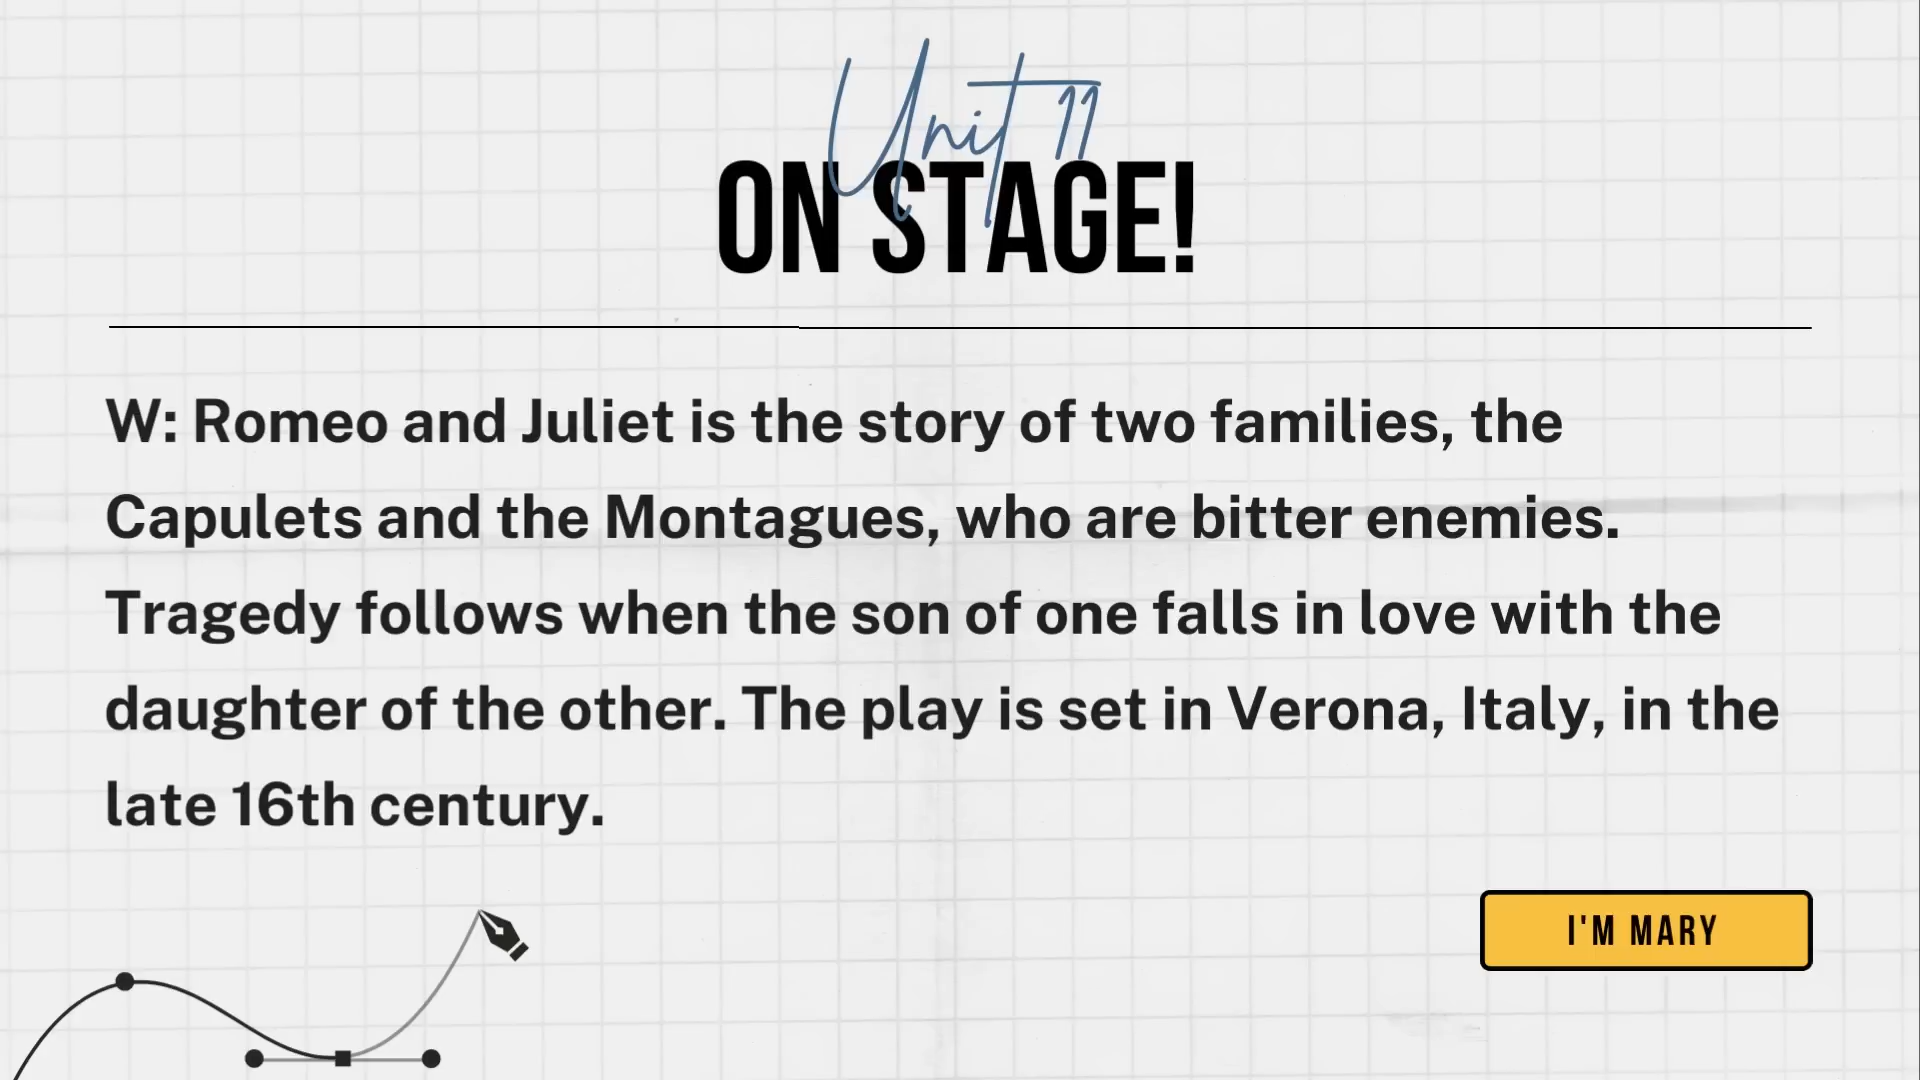 Unit 11
ON STAGE!
W: Romeo and Juliet is the story of two families, the
Capulets and the Montagues, who are bitter enemies.
Tragedy follows when the son of one falls in love with the
daughter of the other. The play is set in Verona, Italy, in the
late 16th century.
I'M MARY